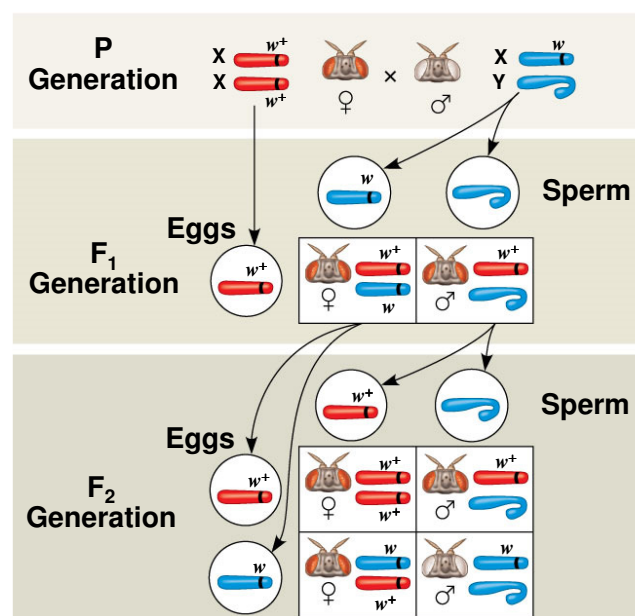 P
Generation
X
w+
X
w+
♀
×
♂
X
w
Y
F1
Generation
Eggs
w+
w
Sperm
♀
w+
w
♂
w+
F2
Generation
Eggs
w+
w
w+
Sperm
♀
w+
w+
♂
w+
♀
w
w+
♂
w